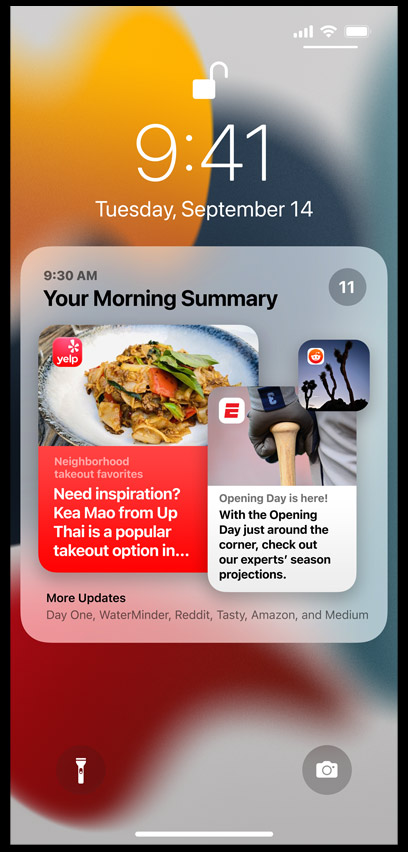 9:41
Tuesday, September 14
9:30 AM
Your Morning Summary
11
yelp
Neighborhood
takeout favorites
Need inspiration?
Kea Mao from Up
Thai is a popular
takeout option in...
E
Opening Day is here!
With the Opening
Day just around the
corner, check out
our experts’ season
projections.
More Updates
Day One, WaterMinder, Reddit, Tasty, Amazon, and Medium